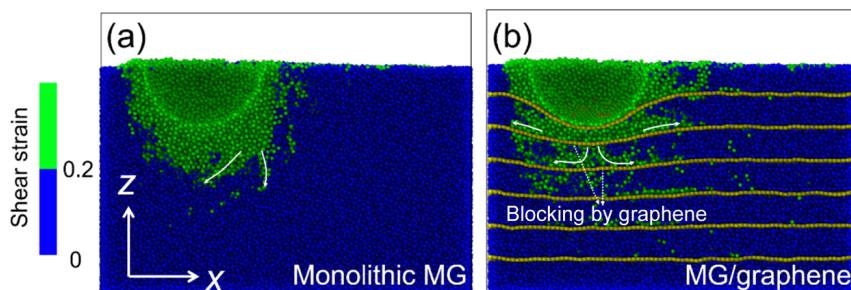 (a)
(b)
Shear strain
0.2
0
z
x
Monolithic MG
Blocking by graphene
MG/graphene